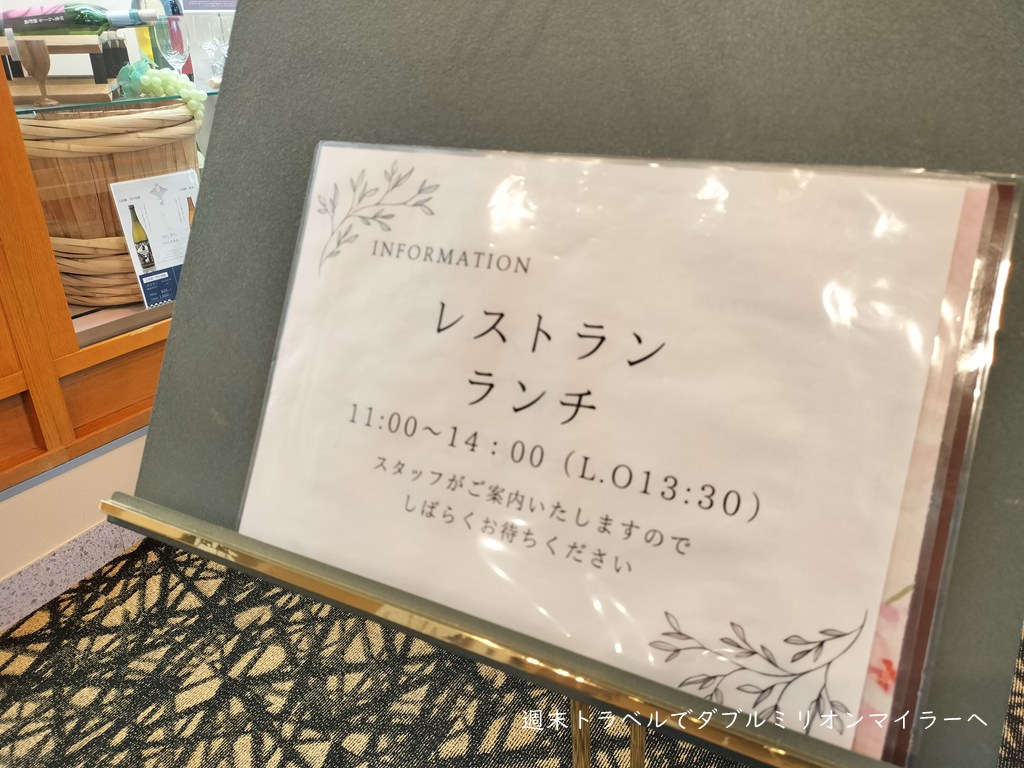 INFORMATION
レストラン
ランチ
11:00～14：00（L.O13:30）
スタッフがご案内いたしますので
しばらくお待ちください
週末トラベルでダブルミリオンマイラーへ